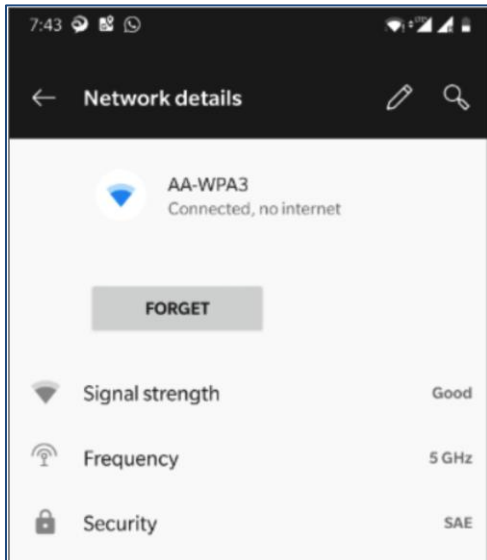 7:43
Network details
AA-WPA3
Connected, no internet
FORGET
Signal strength Good
Frequency 5 GHz
Security SAE